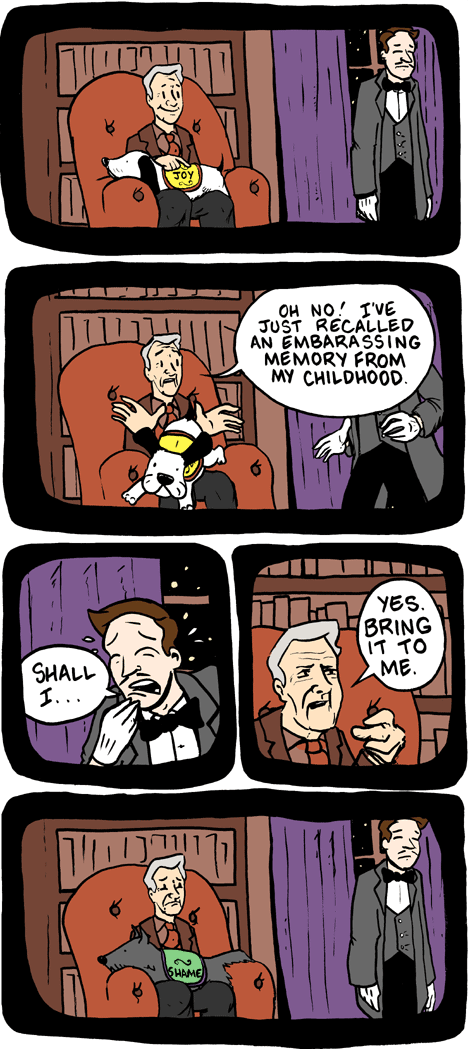 JOY
OH NO! I'VE
JUST RECALLED
AN EMBARASSING
MEMORY FROM
MY CHILDHOOD.
SHALL
I....
YES.
BRING
IT TO
ME.
SHAME